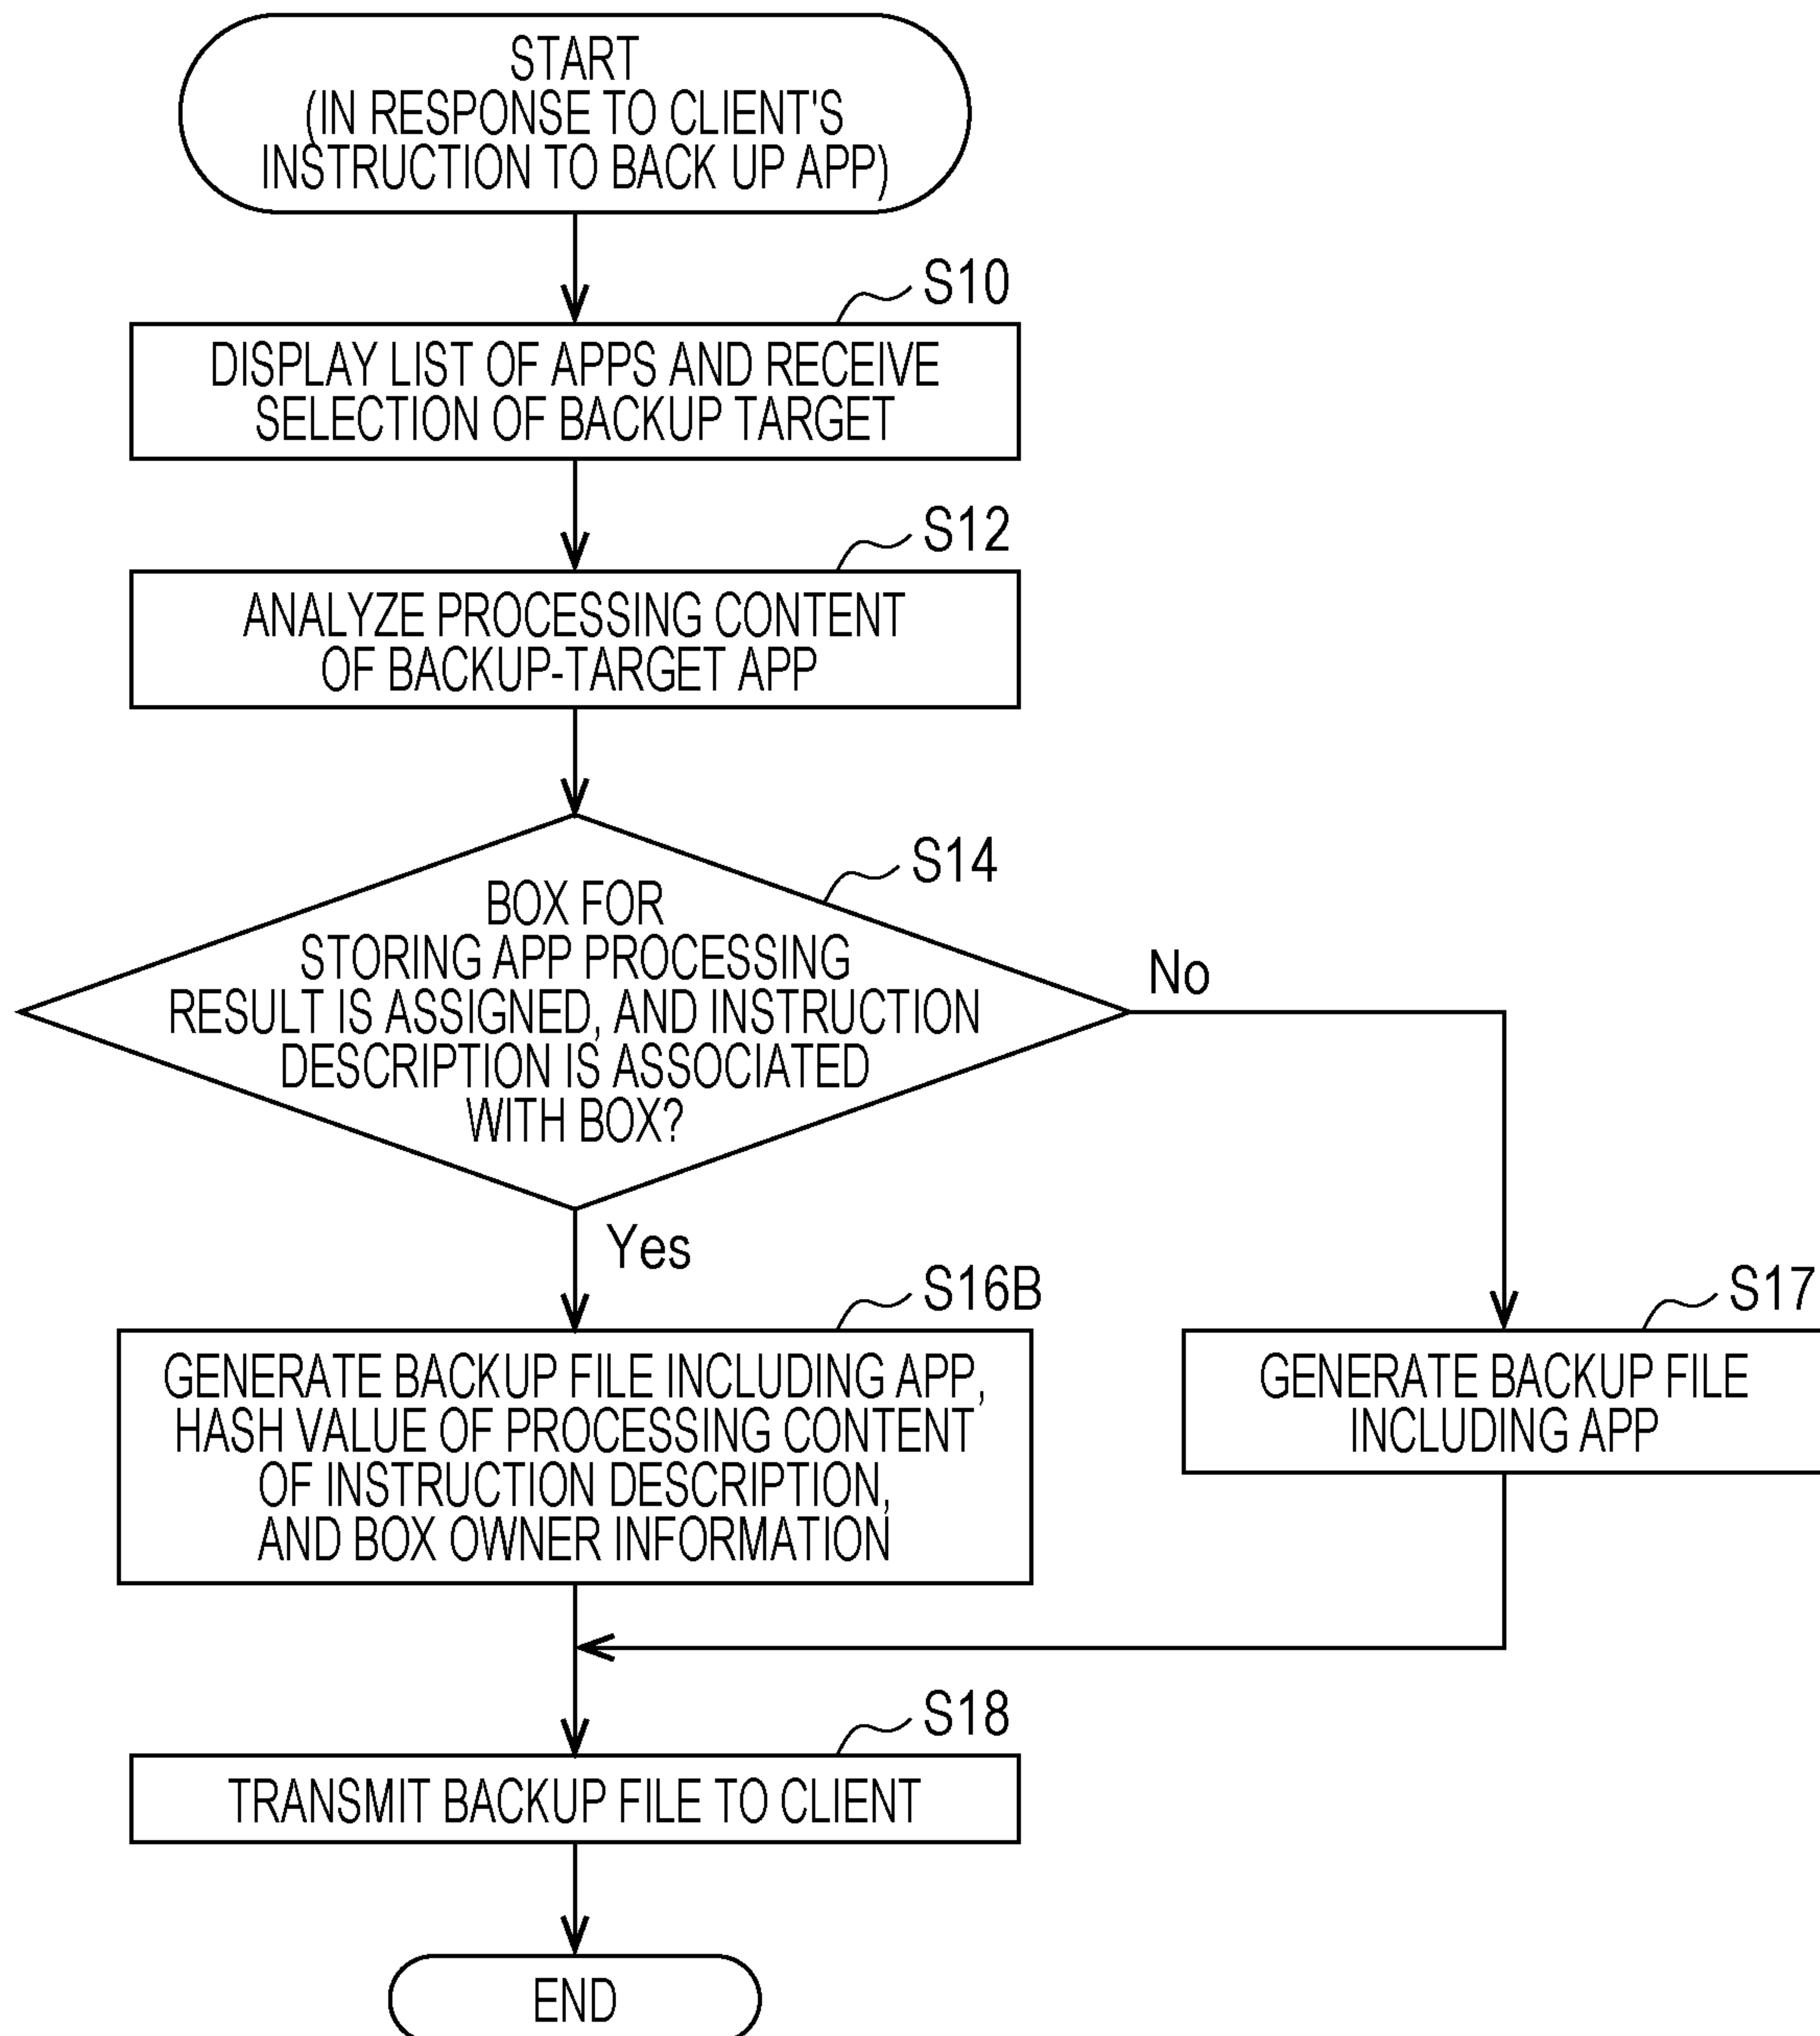 START
(IN RESPONSE TO CLIENT'S
INSTRUCTION TO BACK UP APP)
S10
DISPLAY LIST OF APPS AND RECEIVE
SELECTION OF BACKUP TARGET
S12
ANALYZE PROCESSING CONTENT
OF BACKUP-TARGET APP
S14
BOX FOR
STORING APP PROCESSING
RESULT IS ASSIGNED, AND INSTRUCTION
DESCRIPTION IS ASSOCIATED
WITH BOX?
No
Yes
S16B
GENERATE BACKUP FILE INCLUDING APP,
HASH VALUE OF PROCESSING CONTENT
OF INSTRUCTION DESCRIPTION,
AND BOX OWNER INFORMATION
S17
GENERATE BACKUP FILE
INCLUDING APP
S18
TRANSMIT BACKUP FILE TO CLIENT
END